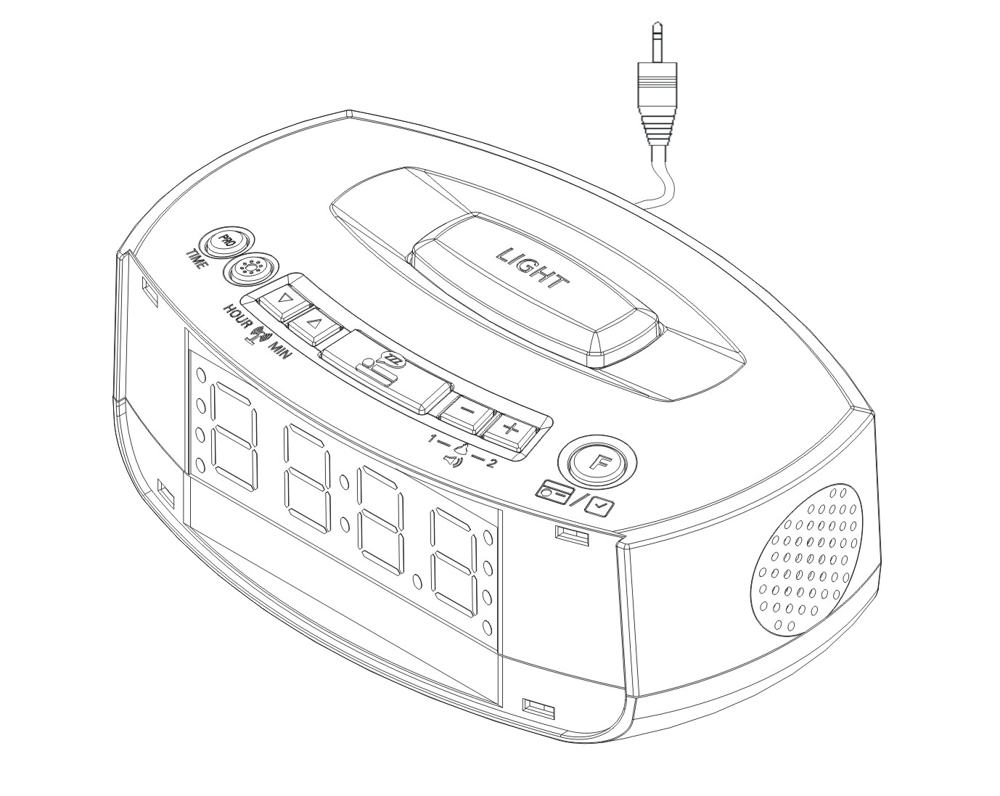 LIGHT
PRO
TIME
HOUR
MIN
zzz
− +
1 – – 2
F
/